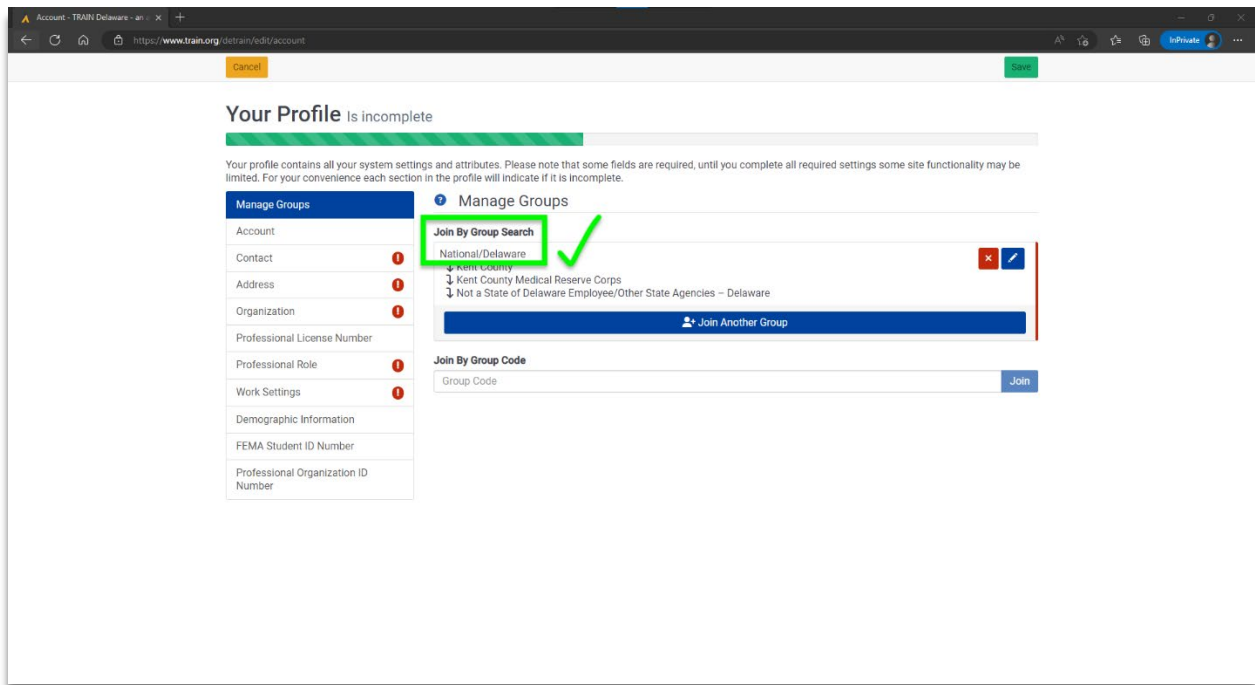 Account - TRAIN Delaware - an
https://www.train.org/detrain/edit/account
InPrivate
Cancel
Save
Your Profile Is incomplete
Your profile contains all your system settings and attributes. Please note that some fields are required, until you complete all required settings some site functionality may be
limited. For your convenience each section in the profile will indicate if it is incomplete.
Manage Groups
Account
Contact
Address
Organization
Professional License Number
Professional Role
Work Settings
Demographic Information
FEMA Student ID Number
Professional Organization ID
Number
Manage Groups
Join By Group Search
National/Delaware
Kent County
Kent County Medical Reserve Corps
Not a State of Delaware Employee/Other State Agencies – Delaware
Join Another Group
Join By Group Code
Group Code
Join